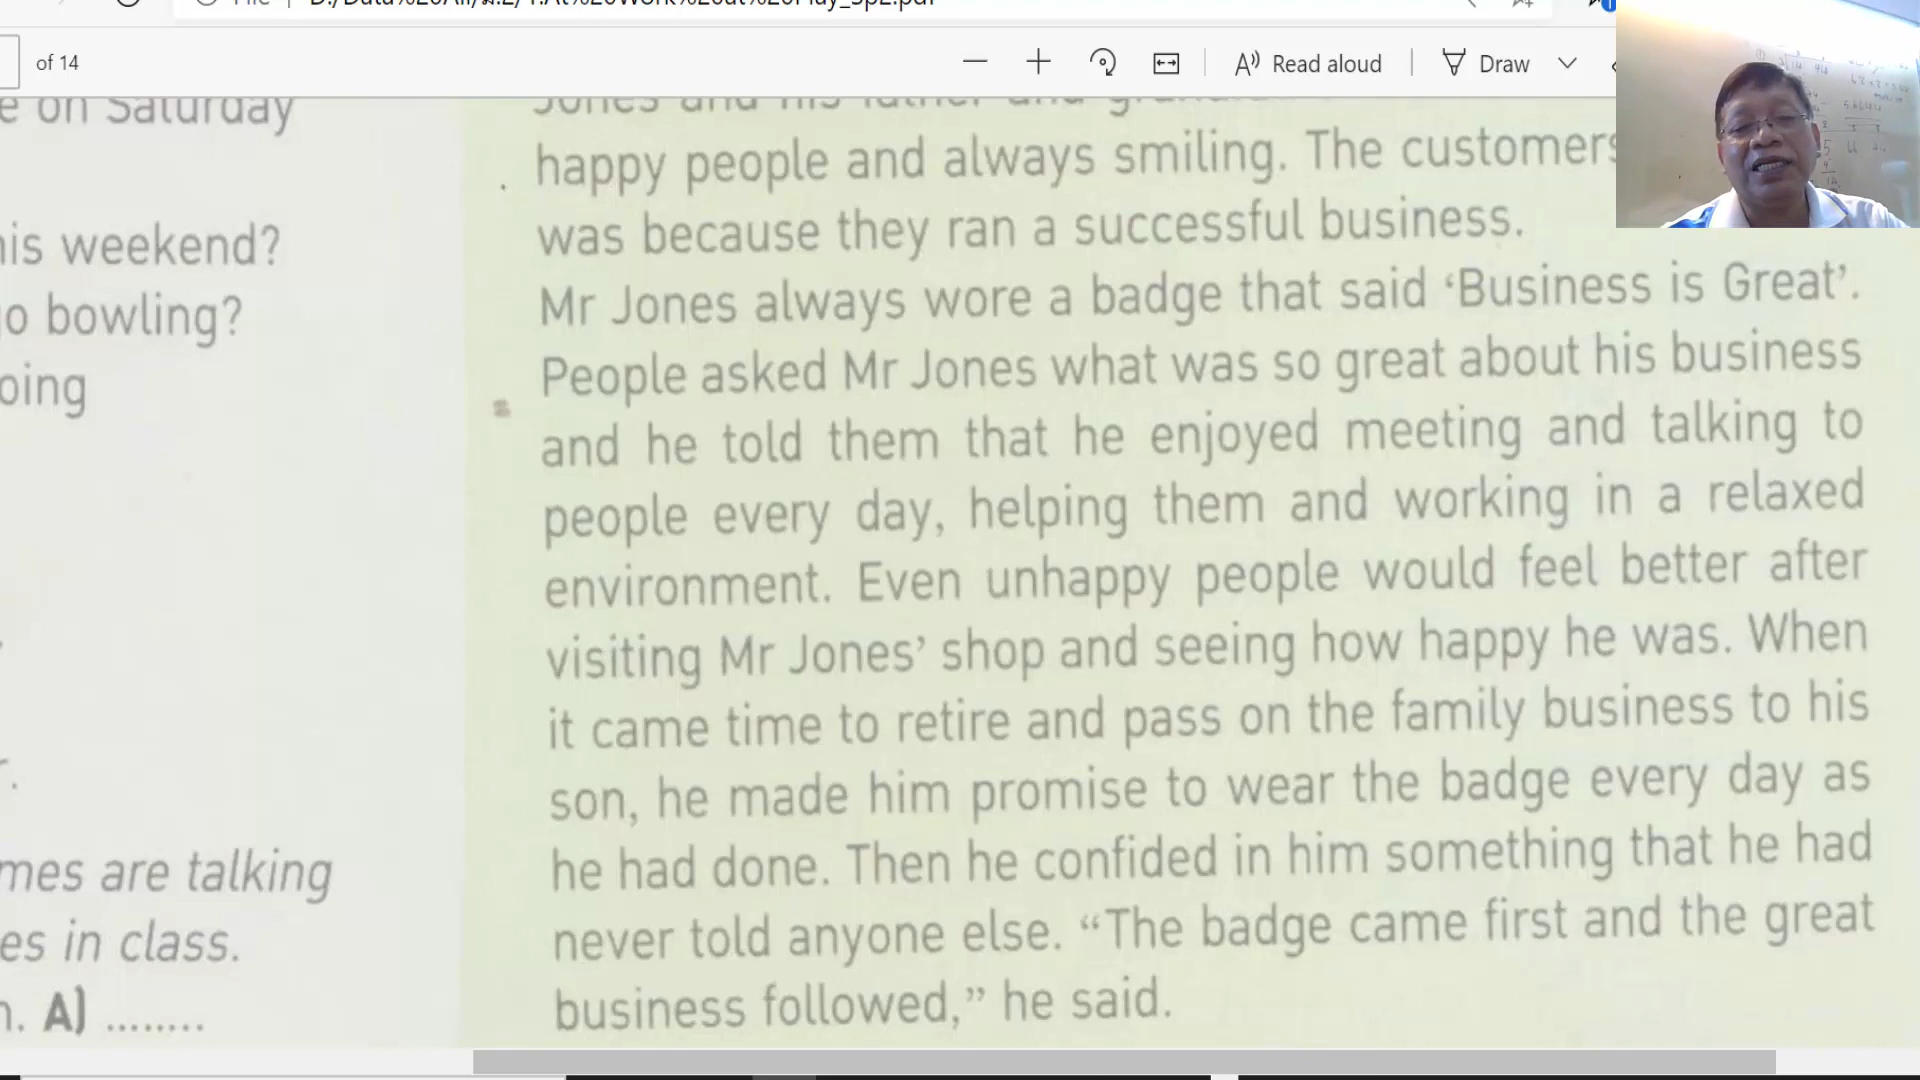 of 14
Read aloud
Draw
e on Saturday
his weekend?
go bowling?
oing
mes are talking
es in class.
n. A) ........
Jones and his father and
happy people and always smiling. The customers
was because they ran a successful business.
Mr Jones always wore a badge that said ‘Business is Great’.
People asked Mr Jones what was so great about his business
and he told them that he enjoyed meeting and talking to
people every day, helping them and working in a relaxed
environment. Even unhappy people would feel better after
visiting Mr Jones’ shop and seeing how happy he was. When
it came time to retire and pass on the family business to his
son, he made him promise to wear the badge every day as
he had done. Then he confided in him something that he had
never told anyone else. “The badge came first and the great
business followed,” he said.